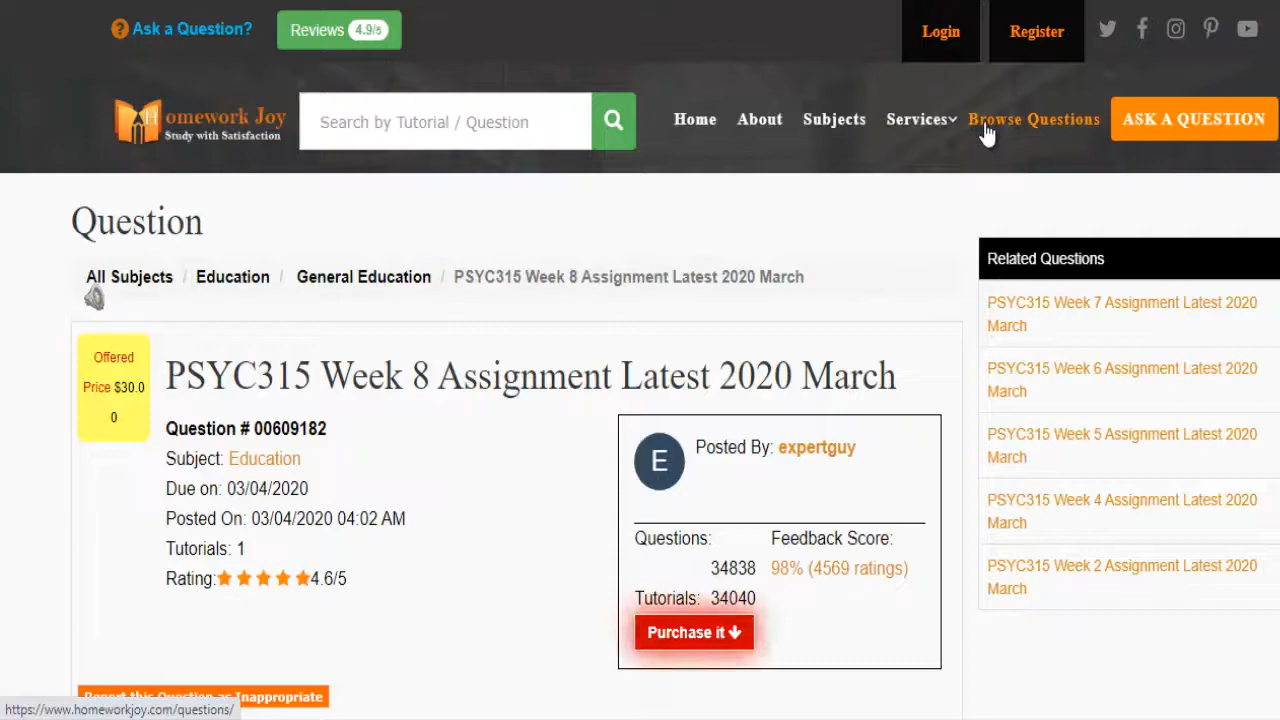 Ask a Question?
Reviews 4.9/5
Login
Register
omework Joy
Study with Satisfaction
Search by Tutorial / Question
Home
About
Subjects
Services
Browse Questions
ASK A QUESTION
Question
All Subjects / Education / General Education / PSYC315 Week 8 Assignment Latest 2020 March
Offered
Price $30.0
0
PSYC315 Week 8 Assignment Latest 2020 March
Question # 00609182
Subject: Education
Due on: 03/04/2020
Posted On: 03/04/2020 04:02 AM
Tutorials: 1
Rating: 4.6/5
E
Posted By: expertguy
Questions:
34838
Feedback Score:
98% (4569 ratings)
Tutorials: 34040
Purchase it
Report this Question as Inappropriate
Related Questions
PSYC315 Week 7 Assignment Latest 2020
March
PSYC315 Week 6 Assignment Latest 2020
March
PSYC315 Week 5 Assignment Latest 2020
March
PSYC315 Week 4 Assignment Latest 2020
March
PSYC315 Week 2 Assignment Latest 2020
March
https://www.homeworkjoy.com/questions/